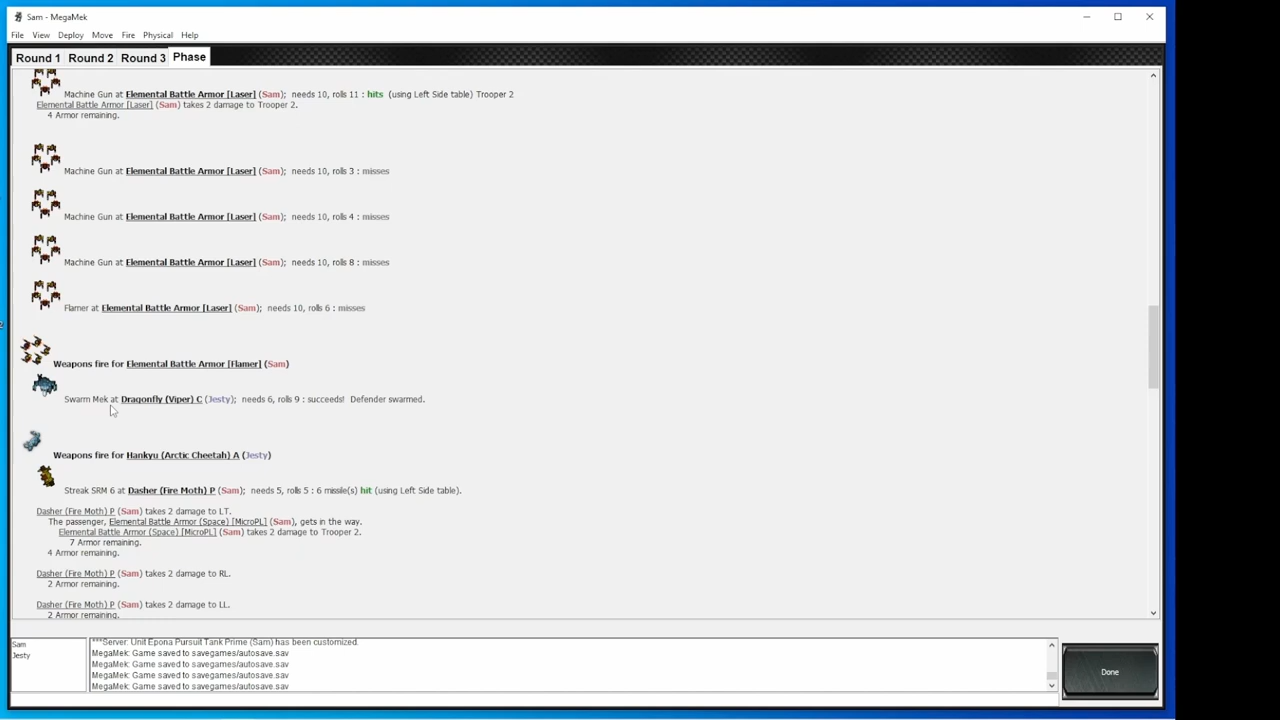 Sam - MegaMek
File View Deploy Move Fire Physical Help
Round 1 Round 2 Round 3 Phase
Machine Gun at Elemental Battle Armor [Laser] (Sam); needs 10, rolls 11 : hits (using Left Side table) Trooper 2
Elemental Battle Armor [Laser] (Sam) takes 2 damage to Trooper 2.
4 Armor remaining.
Machine Gun at Elemental Battle Armor [Laser] (Sam); needs 10, rolls 3 : misses
Machine Gun at Elemental Battle Armor [Laser] (Sam); needs 10, rolls 4 : misses
Machine Gun at Elemental Battle Armor [Laser] (Sam); needs 10, rolls 8 : misses
Flamer at Elemental Battle Armor [Laser] (Sam); needs 10, rolls 6 : misses
Weapons fire for Elemental Battle Armor [Flamer] (Sam)
Swarm Mek at Dragonfly (Viper) C (Jesty); needs 6, rolls 9 : succeeds! Defender swarmed.
Weapons fire for Hankyu (Arctic Cheetah) A (Jesty)
Streak SRM 6 at Dasher (Fire Moth) P (Sam); needs 5, rolls 5 : 6 missile(s) hit (using Left Side table).
Dasher (Fire Moth) P (Sam) takes 2 damage to LT.
The passenger, Elemental Battle Armor (Space) [MicroPL] (Sam), gets in the way.
Elemental Battle Armor (Space) [MicroPL] (Sam) takes 2 damage to Trooper 2.
7 Armor remaining.
4 Armor remaining.
Dasher (Fire Moth) P (Sam) takes 2 damage to RL.
2 Armor remaining.
Dasher (Fire Moth) P (Sam) takes 2 damage to LL.
2 Armor remaining.
Sam
Jesty
***Server: Unit Epona Pursuit Tank Prime (Sam) has been customized.
MegaMek: Game saved to savegames/autosave.sav
MegaMek: Game saved to savegames/autosave.sav
MegaMek: Game saved to savegames/autosave.sav
MegaMek: Game saved to savegames/autosave.sav
Done